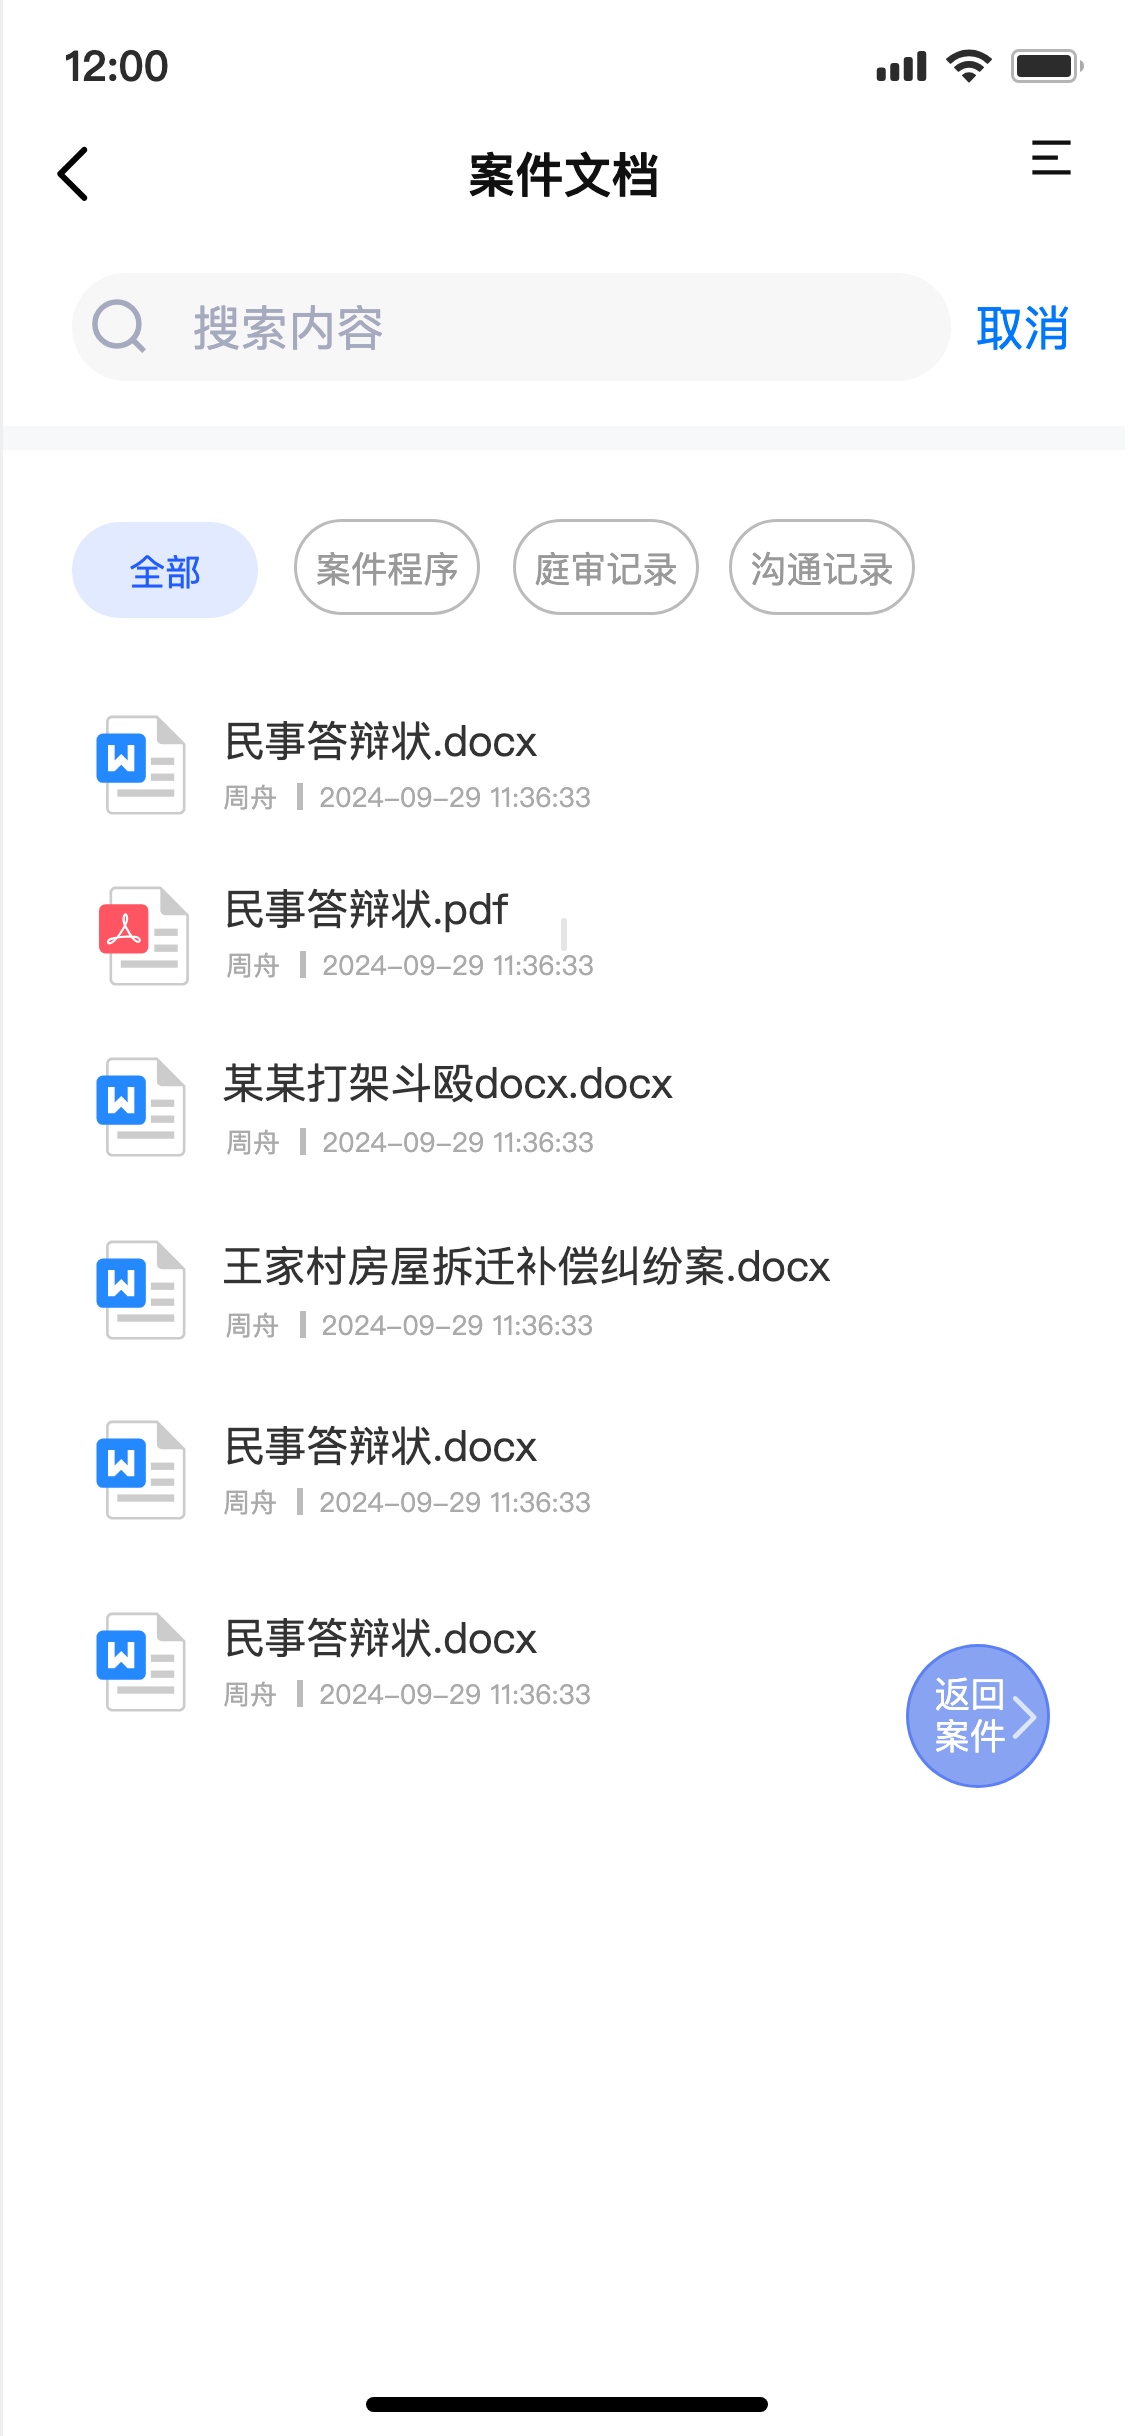 12:00
案件文档
搜索内容 取消
全部 案件程序 庭审记录 沟通记录
民事答辩状.docx
周舟 2024-09-29 11:36:33
民事答辩状.pdf
周舟 2024-09-29 11:36:33
某某打架斗殴docx.docx
周舟 2024-09-29 11:36:33
王家村房屋拆迁补偿纠纷案.docx
周舟 2024-09-29 11:36:33
民事答辩状.docx
周舟 2024-09-29 11:36:33
民事答辩状.docx
周舟 2024-09-29 11:36:33
返回
案件